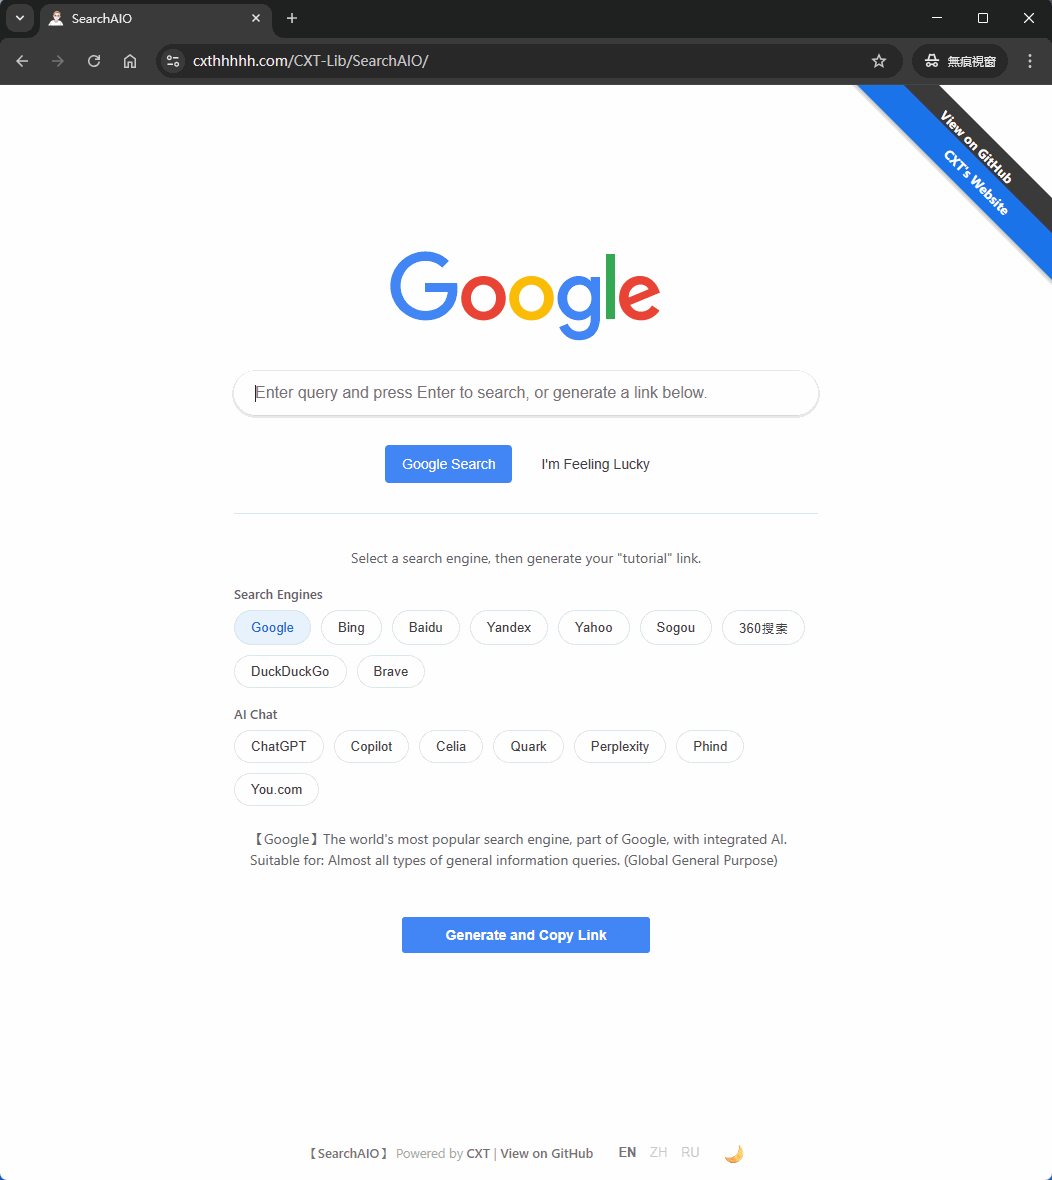 SearchAIO
cxthhhhh.com/CXT-Lib/SearchAIO/
無痕視窗
View on GitHub
CXT's Website
Google
Enter query and press Enter to search, or generate a link below.
Google Search I'm Feeling Lucky
Select a search engine, then generate your "tutorial" link.
Search Engines
Google Bing Baidu Yandex Yahoo Sogou 360搜索
DuckDuckGo Brave
AI Chat
ChatGPT Copilot Celia Quark Perplexity Phind
You.com
【Google】The world's most popular search engine, part of Google, with integrated AI.
Suitable for: Almost all types of general information queries. (Global General Purpose)
Generate and Copy Link
【SearchAIO】 Powered by CXT | View on GitHub EN ZH RU